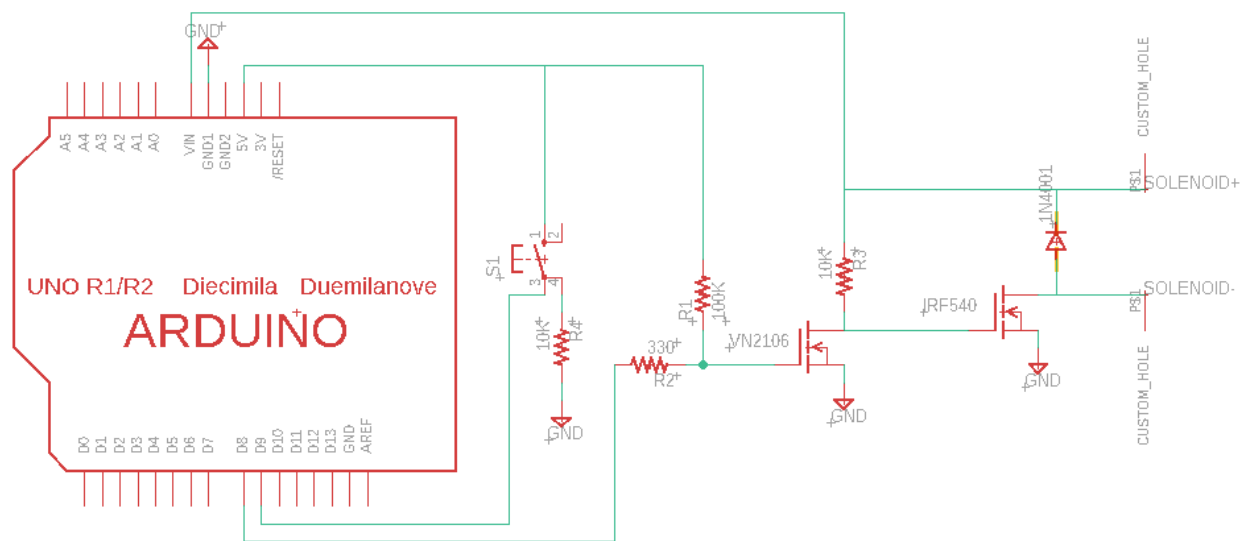 GND
CUSTOM_HOLE
A5
A4
A3
A2
A1
A0
VIN
GND1
GND2
5V
3V
/RESET
PS1
SOLENOID+
1N4001
1
2
S1
3
4
10K
R3
UNO R1/R2 Diecimila Duemilanove
ARDUINO
R1
100K
IRF540
PS1
SOLENOID-
10K
R4
330
R2
VN2106
GND
GND
GND
CUSTOM_HOLE
D0
D1
D2
D3
D4
D5
D6
D7
D8
D9
D10
D11
D12
D13
GND
AREF